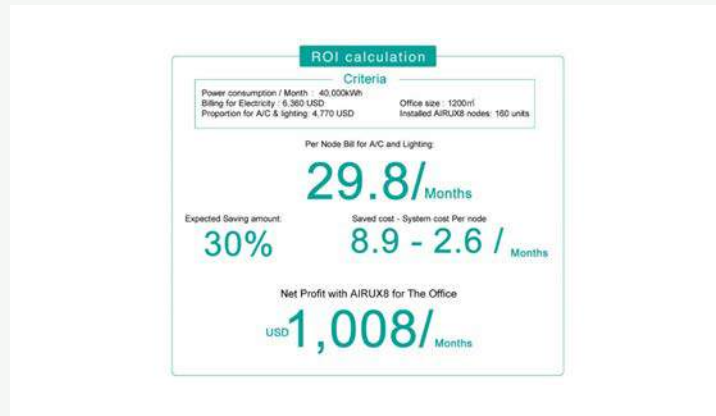 ROI calculation
Criteria
Power consumption / Month : 40,000kWh
Billing for Electricity : 6,360 USD
Office size : 1200㎡
Proportion for A/C & lighting: 4,770 USD
Installed AIRUX8 nodes: 160 units
Per Node Bill for A/C and Lighting:
29.8/Months
Expected Saving amount:
30%
Saved cost - System cost Per node
8.9 - 2.6 / Months
Net Profit with AIRUX8 for The Office
USD1,008/Months